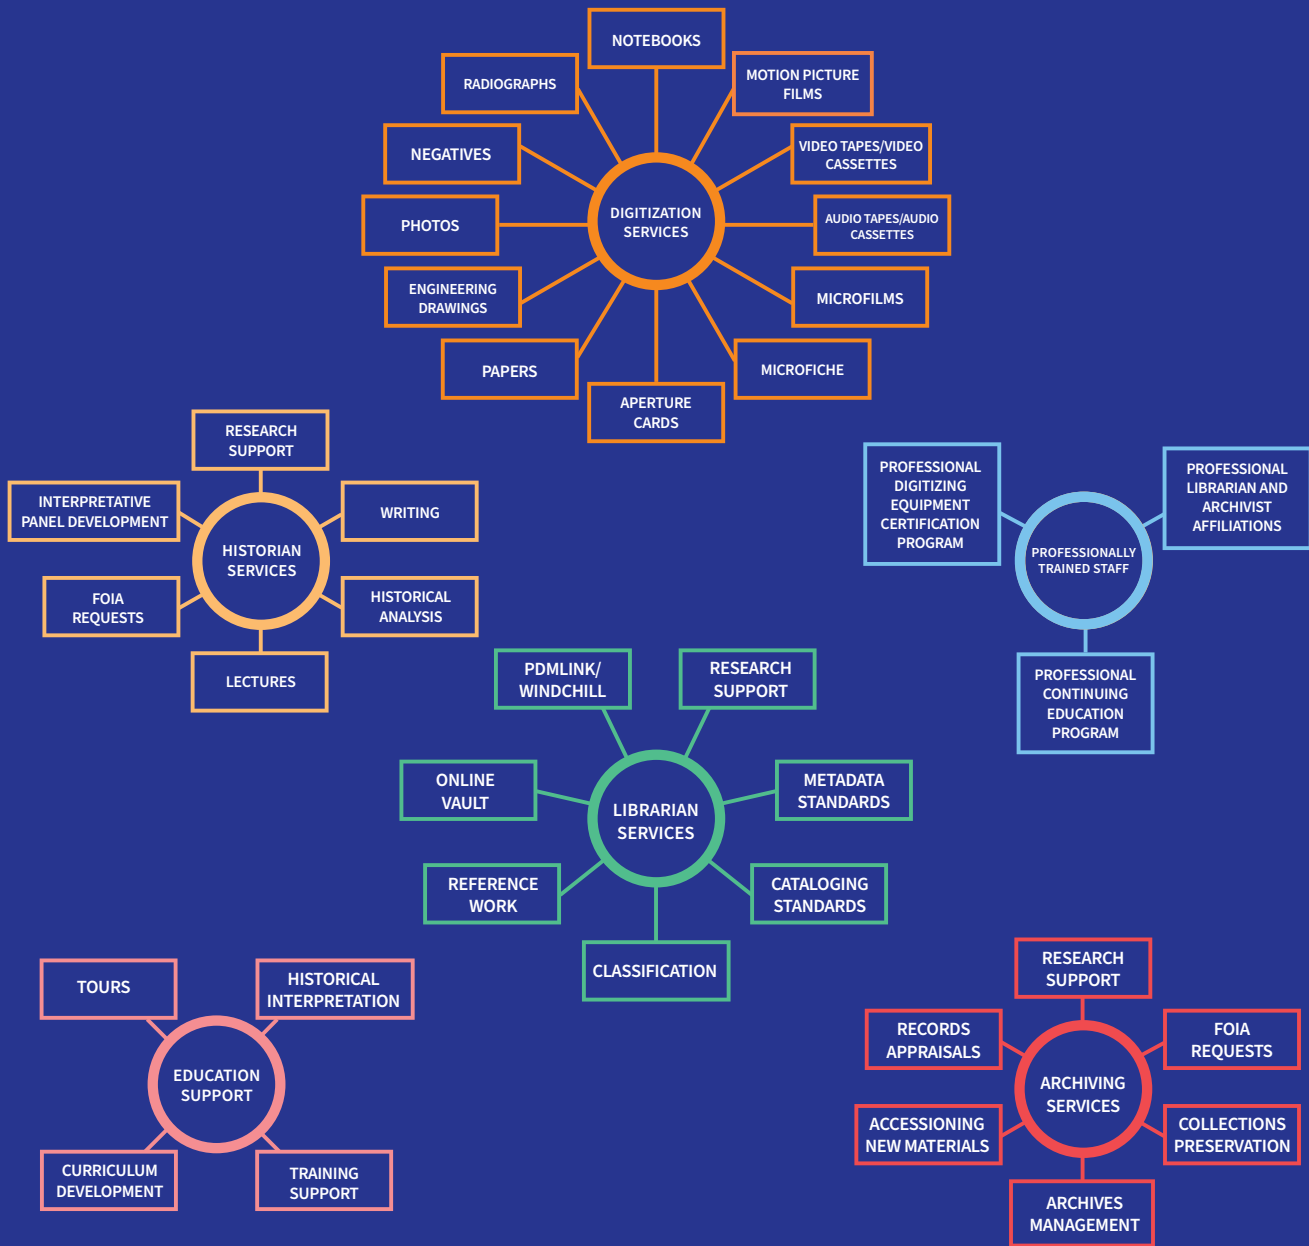 NOTEBOOKS
RADIOGRAPHS
MOTION PICTURE
FILMS
NEGATIVES
VIDEO TAPES/VIDEO
CASSETTES
DIGITIZATION
SERVICES
PHOTOS
AUDIO TAPES/AUDIO
CASSETTES
ENGINEERING
DRAWINGS
MICROFILMS
PAPERS
MICROFICHE
APERTURE
CARDS
RESEARCH
SUPPORT
INTERPRETATIVE
PANEL DEVELOPMENT
WRITING
HISTORIAN
SERVICES
FOIA
REQUESTS
HISTORICAL
ANALYSIS
LECTURES
PROFESSIONAL
DIGITIZING
EQUIPMENT
CERTIFICATION
PROGRAM
PROFESSIONAL
LIBRARIAN AND
ARCHIVIST
AFFILIATIONS
PROFESSIONALLY
TRAINED STAFF
PROFESSIONAL
CONTINUING
EDUCATION
PROGRAM
PDMLINK/
WINDCHILL
RESEARCH
SUPPORT
ONLINE
VAULT
METADATA
STANDARDS
LIBRARIAN
SERVICES
REFERENCE
WORK
CATALOGING
STANDARDS
CLASSIFICATION
TOURS
HISTORICAL
INTERPRETATION
EDUCATION
SUPPORT
CURRICULUM
DEVELOPMENT
TRAINING
SUPPORT
RESEARCH
SUPPORT
RECORDS
APPRAISALS
FOIA
REQUESTS
ARCHIVING
SERVICES
ACCESSIONING
NEW MATERIALS
COLLECTIONS
PRESERVATION
ARCHIVES
MANAGEMENT